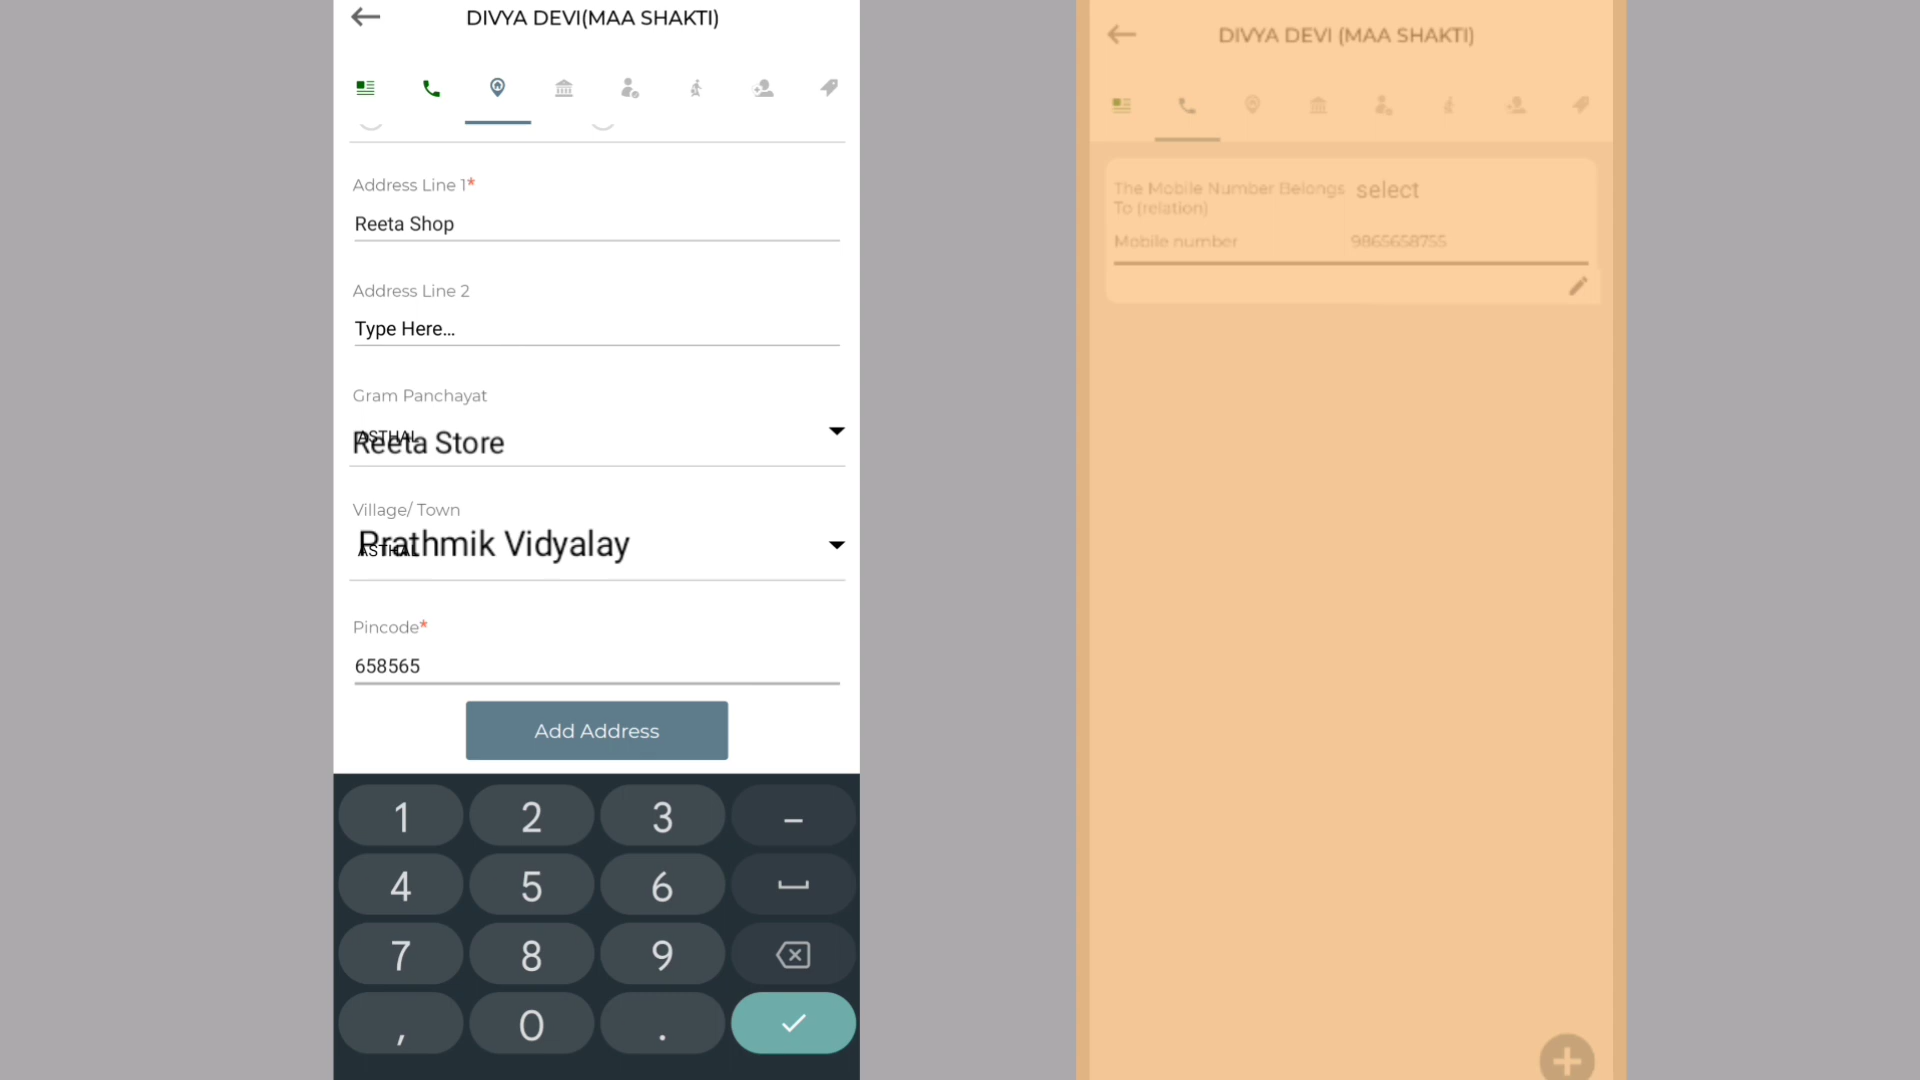 DIVYA DEVI(MAA SHAKTI)
Address Line 1*
Reeta Shop
Address Line 2
Type Here...
Gram Panchayat
ASTHAL
Reeta Store
Village/ Town
ASTHAL
Prathmik Vidyalay
Pincode*
658565
Add Address
1 2 3 –
4 5 6
7 8 9
, 0 .
DIVYA DEVI (MAA SHAKTI)
The Mobile Number Belongs To (relation) select
Mobile number 9865658755